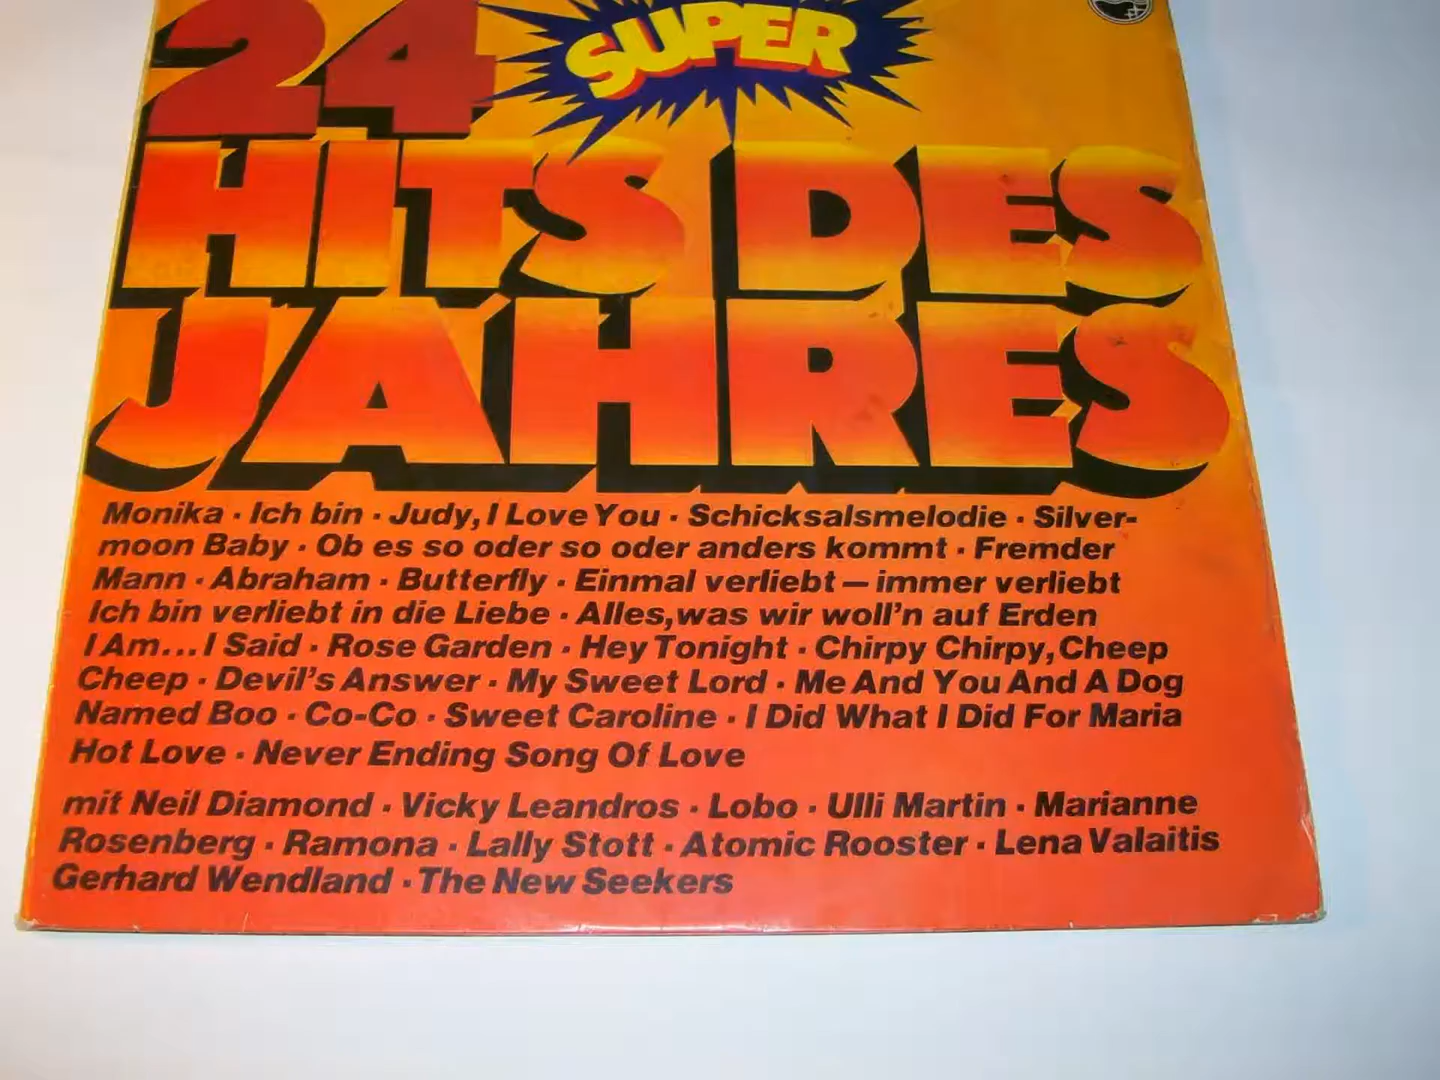 24 SUPER
HITS DES
JAHRES
Monika · Ich bin · Judy, I Love You · Schicksalsmelodie · Silver-
moon Baby · Ob es so oder so oder anders kommt · Fremder
Mann · Abraham · Butterfly · Einmal verliebt — immer verliebt
Ich bin verliebt in die Liebe · Alles, was wir woll'n auf Erden
I Am... I Said · Rose Garden · Hey Tonight · Chirpy Chirpy, Cheep
Cheep · Devil's Answer · My Sweet Lord · Me And You And A Dog
Named Boo · Co-Co · Sweet Caroline · I Did What I Did For Maria
Hot Love · Never Ending Song Of Love
mit Neil Diamond · Vicky Leandros · Lobo · Ulli Martin · Marianne
Rosenberg · Ramona · Lally Stott · Atomic Rooster · Lena Valaitis
Gerhard Wendland · The New Seekers